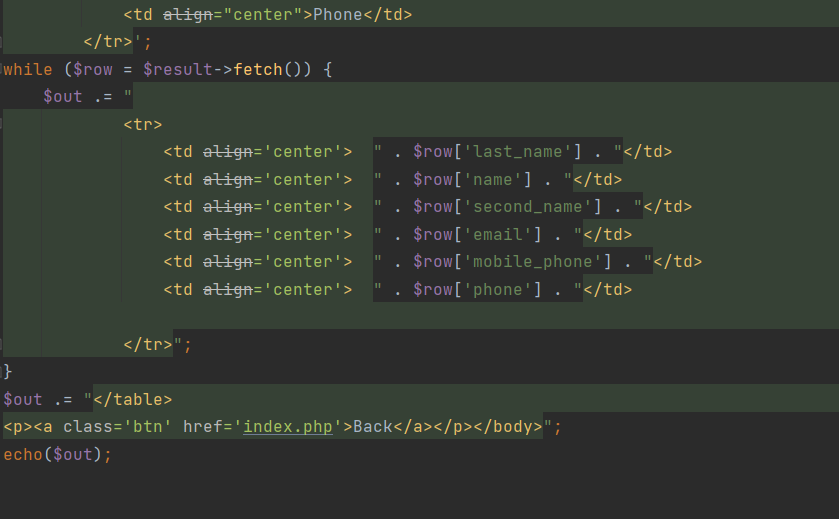 <td align="center">Phone</td>
</tr>';
while ($row = $result->fetch()) {
$out .= "
<tr>
<td align='center'>  " . $row['last_name'] . "</td>
<td align='center'>  " . $row['name'] . "</td>
<td align='center'>  " . $row['second_name'] . "</td>
<td align='center'>  " . $row['email'] . "</td>
<td align='center'>  " . $row['mobile_phone'] . "</td>
<td align='center'>  " . $row['phone'] . "</td>
</tr>";
}
$out .= "</table>
<p><a class='btn' href='index.php'>Back</a></p></body>";
echo($out);